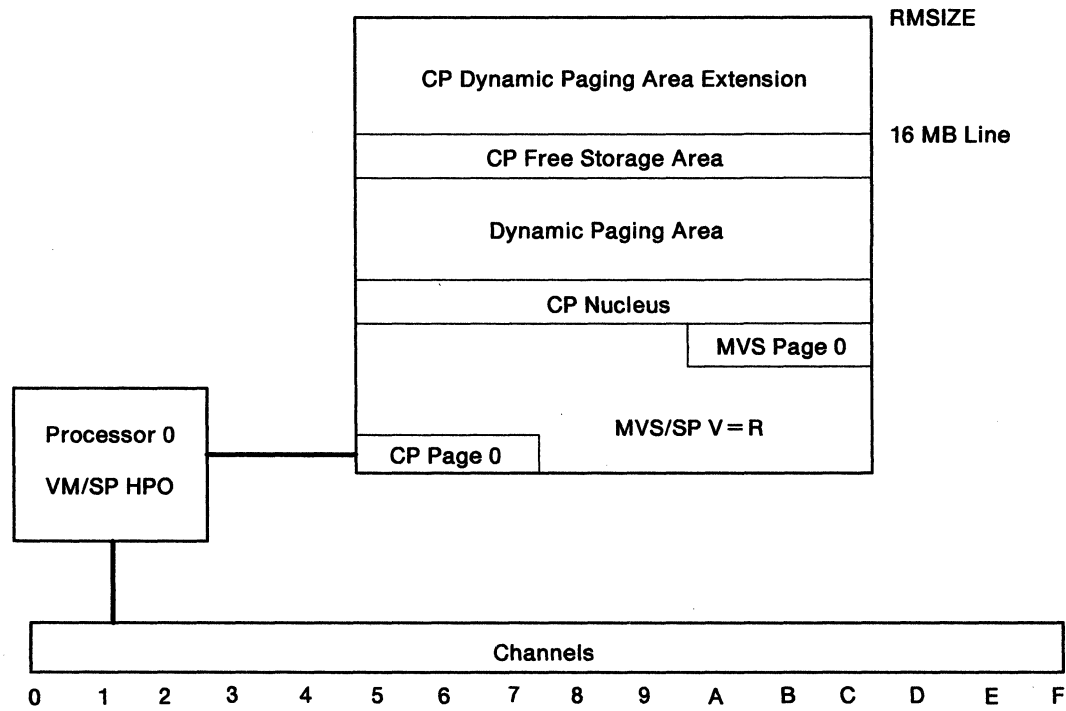 RMSIZE
CP Dynamic Paging Area Extension
16 MB Line
CP Free Storage Area
Dynamic Paging Area
CP Nucleus
MVS Page 0
MVS/SP V=R
CP Page 0
Processor 0
VM/SP HPO
Channels
0 1 2 3 4 5 6 7 8 9 A B C D E F